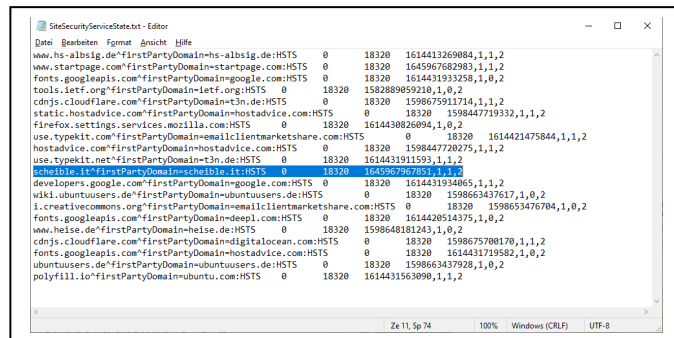 SiteSecurityServiceState.txt - Editor
Datei Bearbeiten Format Ansicht Hilfe
www.hs-albsig.de^firstPartyDomain=hs-albsig.de:HSTS 0 18320 1614413269084,1,1,2
www.startpage.com^firstPartyDomain=startpage.com:HSTS 0 18320 1645967682983,1,1,2
fonts.googleapis.com^firstPartyDomain=google.com:HSTS 0 18320 1614431933258,1,0,2
tools.ietf.org^firstPartyDomain=ietf.org:HSTS 0 18320 1582889059210,1,0,2
cdnjs.cloudflare.com^firstPartyDomain=t3n.de:HSTS 0 18320 1598675911714,1,1,2
static.hostadvice.com^firstPartyDomain=hostadvice.com:HSTS 0 18320 1598447719332,1,1,2
firefox.settings.services.mozilla.com:HSTS 0 18320 1614430826094,1,0,2
use.typekit.com^firstPartyDomain=emailclientmarketshare.com:HSTS 0 18320 1614421475844,1,1,2
hostadvice.com^firstPartyDomain=hostadvice.com:HSTS 0 18320 1598447720275,1,1,2
use.typekit.net^firstPartyDomain=t3n.de:HSTS 0 18320 1614431911593,1,1,2
scheible.it^firstPartyDomain=scheible.it:HSTS 0 18320 1645967967851,1,1,2
developers.google.com^firstPartyDomain=google.com:HSTS 0 18320 1614431934065,1,1,2
wiki.ubuntuusers.de^firstPartyDomain=ubuntuusers.de:HSTS 0 18320 1598663437617,1,0,2
i.creativecommons.org^firstPartyDomain=emailclientmarketshare.com:HSTS 0 18320 1598653476704,1,0,2
fonts.googleapis.com^firstPartyDomain=deepl.com:HSTS 0 18320 1614420514375,1,0,2
www.heise.de^firstPartyDomain=heise.de:HSTS 0 18320 1598648181243,1,0,2
cdnjs.cloudflare.com^firstPartyDomain=digitalocean.com:HSTS 0 18320 1598675700170,1,1,2
fonts.googleapis.com^firstPartyDomain=hostadvice.com:HSTS 0 18320 1614431719582,1,0,2
ubuntuusers.de^firstPartyDomain=ubuntuusers.de:HSTS 0 18320 1598663437928,1,0,2
polyfill.io^firstPartyDomain=ubuntu.com:HSTS 0 18320 1614431563090,1,1,2
Ze 11, Sp 74 100% Windows (CRLF) UTF-8